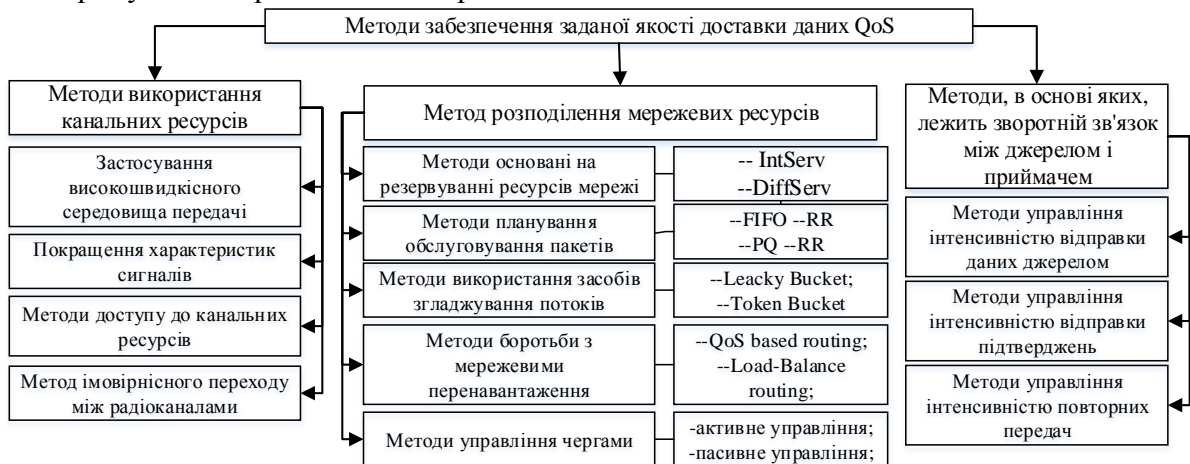 Методи забезпечення заданої якості доставки даних QoS
Методи використання
канальних ресурсів
Застосування
високошвидкісного
середовища передачі
Покращення характеристик
сигналів
Методи доступу до канальних
ресурсів
Метод імовірнісного переходу
між радіоканалами
Метод розподілення мережевих ресурсів
Методи основані на
резервуванні ресурсів мережі
-- IntServ
--DiffServ
Методи планування
обслуговування пакетів
--FIFO --RR
--PQ --RR
Методи використання засобів
згладжування потоків
--Leacky Bucket;
--Token Bucket
Методи боротьби з
мережевими
перенавантаження
--QoS based routing;
--Load-Balance
routing;
Методи управління чергами
-активне управління;
-пасивне управління;
Методи, в основі яких,
лежить зворотній зв'язок
між джерелом і
приймачем
Методи управління
інтенсивністю відправки
даних джерелом
Методи управління
інтенсивністю відправки
підтверджень
Методи управління
інтенсивністю повторних
передач